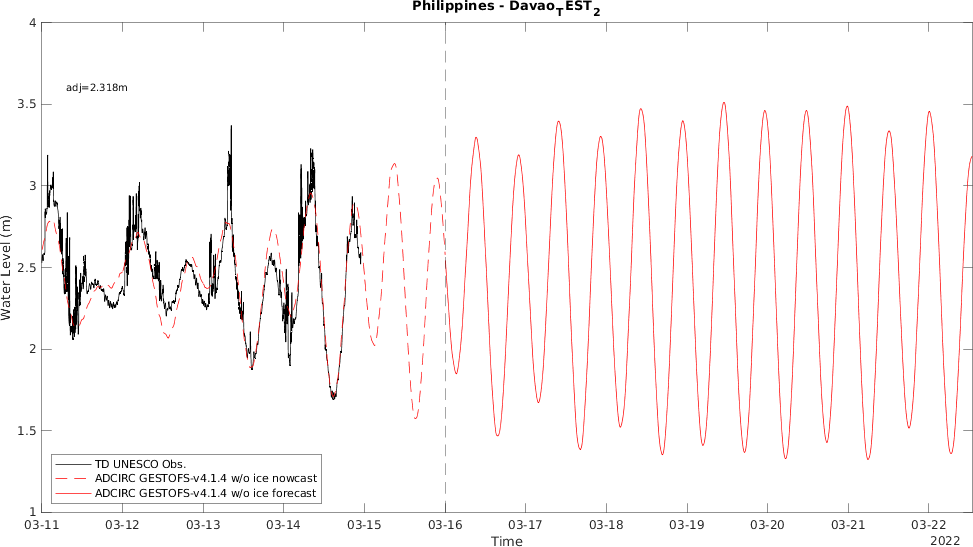 Philippines - Davao_TEST_2
4
adj=2.318m
3.5
3
2.5
2
1.5
1
Water Level (m)
TD UNESCO Obs.
ADCIRC GESTOFS-v4.1.4 w/o ice nowcast
ADCIRC GESTOFS-v4.1.4 w/o ice forecast
03-11 03-12 03-13 03-14 03-15 03-16 03-17 03-18 03-19 03-20 03-21 03-22
Time
2022